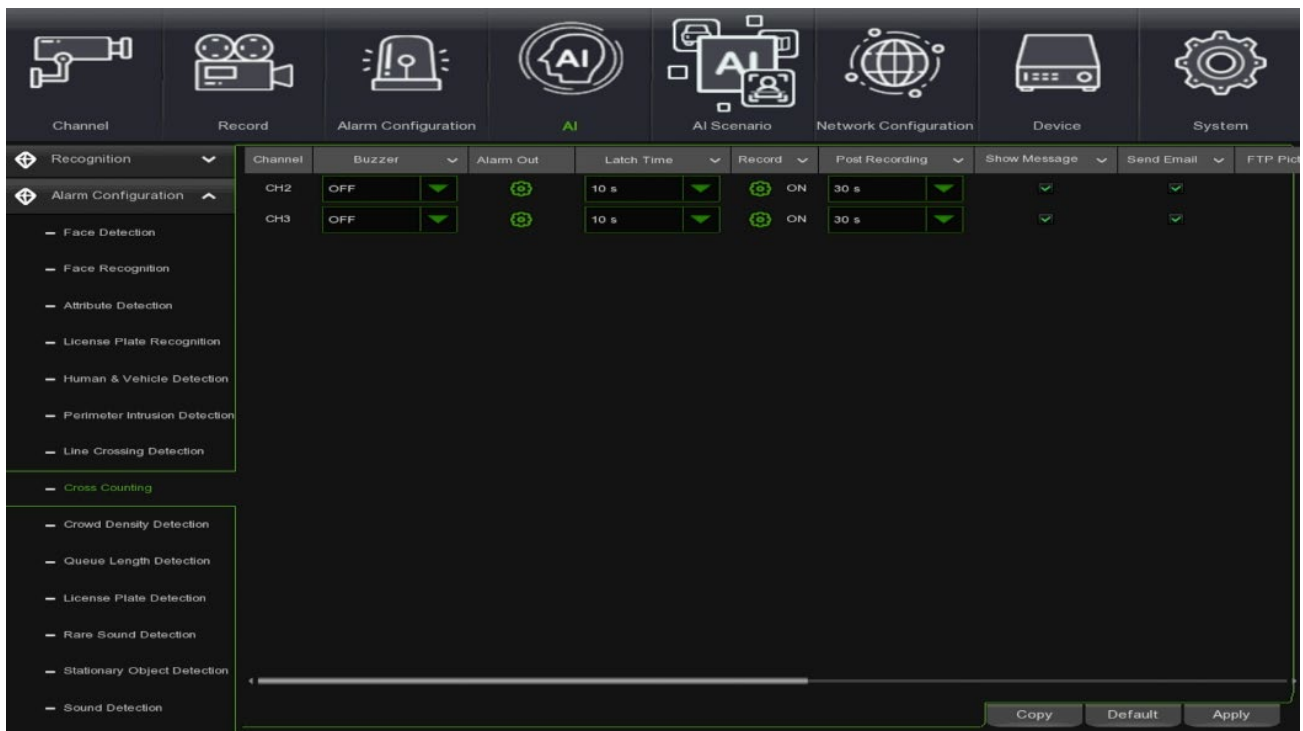 AI AI
Channel Record Alarm Configuration AI AI Scenario Network Configuration Device System
Recognition
Channel Buzzer Alarm Out Latch Time Record Post Recording Show Message Send Email FTP Pict
Alarm Configuration
CH2 OFF 10 s ON 30 s
CH3 OFF 10 s ON 30 s
Face Detection
Face Recognition
Attribute Detection
License Plate Recognition
Human & Vehicle Detection
Perimeter Intrusion Detection
Line Crossing Detection
Cross Counting
Crowd Density Detection
Queue Length Detection
License Plate Detection
Rare Sound Detection
Stationary Object Detection
Sound Detection
Copy Default Apply